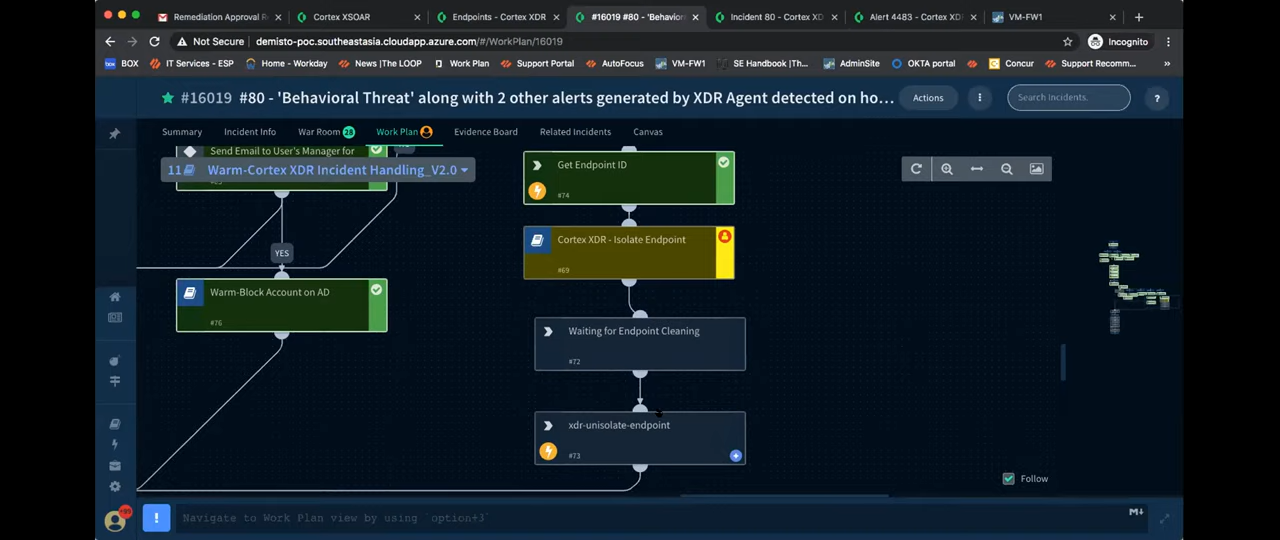 Remediation Approval R
Cortex XSOAR
Endpoints - Cortex XDR
#16019 #80 - 'Behavior
Incident 80 - Cortex XD
Alert 4483 - Cortex XDR
VM-FW1
Not Secure
demisto-poc.southeastasia.cloudapp.azure.com/#/WorkPlan/16019
Incognito
BOX
IT Services - ESP
Home - Workday
News |The LOOP
Work Plan
Support Portal
AutoFocus
VM-FW1
SE Handbook |Th...
AdminSite
OKTA portal
Concur
Support Recomm...
#16019 #80 - 'Behavioral Threat' along with 2 other alerts generated by XDR Agent detected on ho...
Actions
Search Incidents.
?
Summary
Incident Info
War Room 28
Work Plan
Evidence Board
Related Incidents
Canvas
Send Email to User's Manager for
11 Warm-Cortex XDR Incident Handling_V2.0
Get Endpoint ID
#74
Cortex XDR - Isolate Endpoint
#69
YES
Warm-Block Account on AD
#76
Waiting for Endpoint Cleaning
#72
xdr-unisolate-endpoint
#73
Follow
! Navigate to Work Plan view by using `option+3`
M